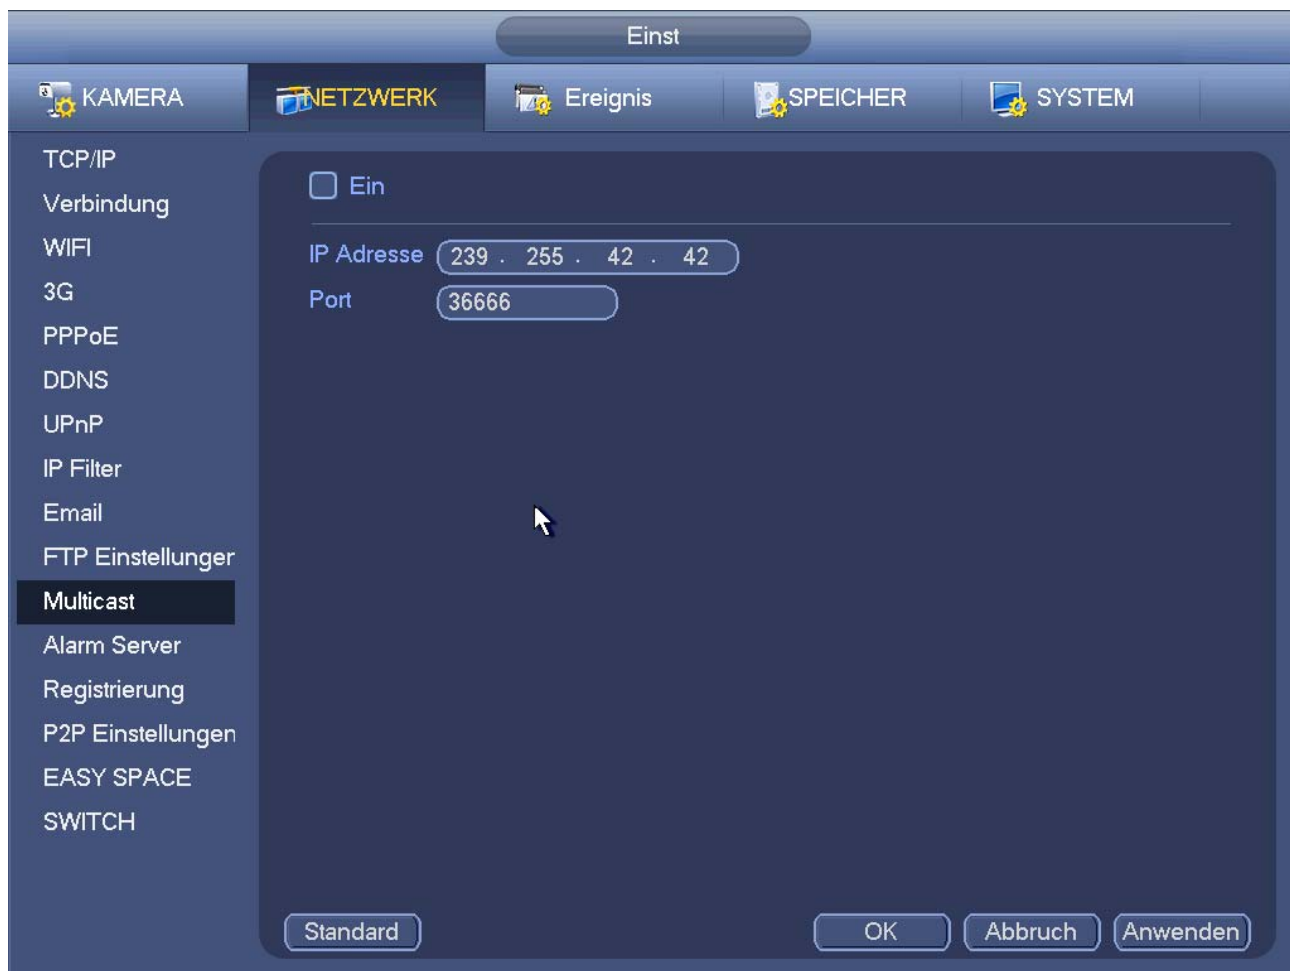 Einst
KAMERA
NETZWERK
Ereignis
SPEICHER
SYSTEM
TCP/IP
Verbindung
WIFI
3G
PPPoE
DDNS
UPnP
IP Filter
Email
FTP Einstellunger
Multicast
Alarm Server
Registrierung
P2P Einstellungen
EASY SPACE
SWITCH
Ein
IP Adresse 239 . 255 . 42 . 42
Port 36666
Standard
OK
Abbruch
Anwenden